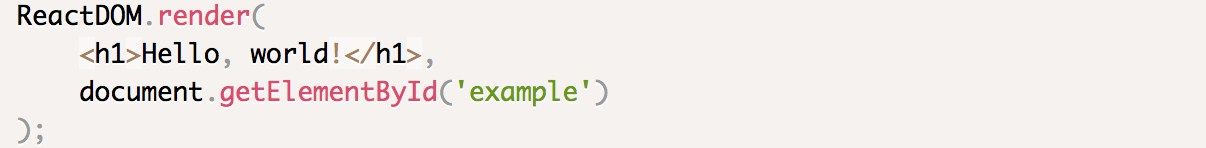 ReactDOM.render(
    <h1>Hello, world!</h1>,
    document.getElementById('example')
);